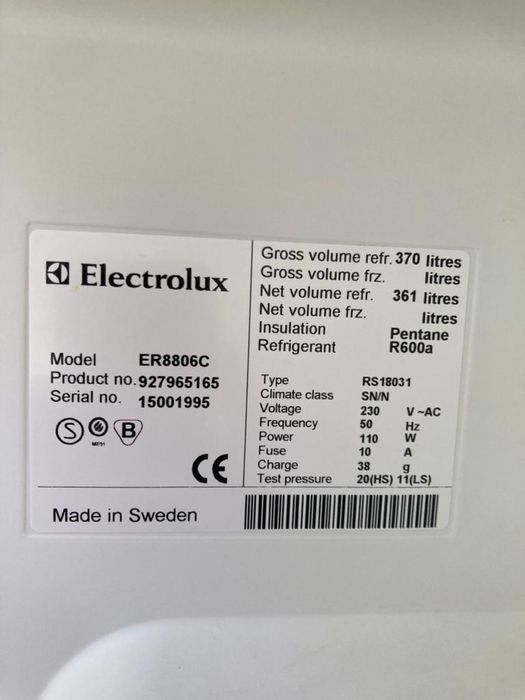 Electrolux
Model ER8806C
Product no. 927965165
Serial no. 15001995
S B
CE
Made in Sweden
Gross volume refr. 370 litres
Gross volume frz. litres
Net volume refr. 361 litres
Net volume frz. litres
Insulation Pentane
Refrigerant R600a
Type RS18031
Climate class SN/N
Voltage 230 V ~AC
Frequency 50 Hz
Power 110 W
Fuse 10 A
Charge 38 g
Test pressure 20(HS) 11(LS)